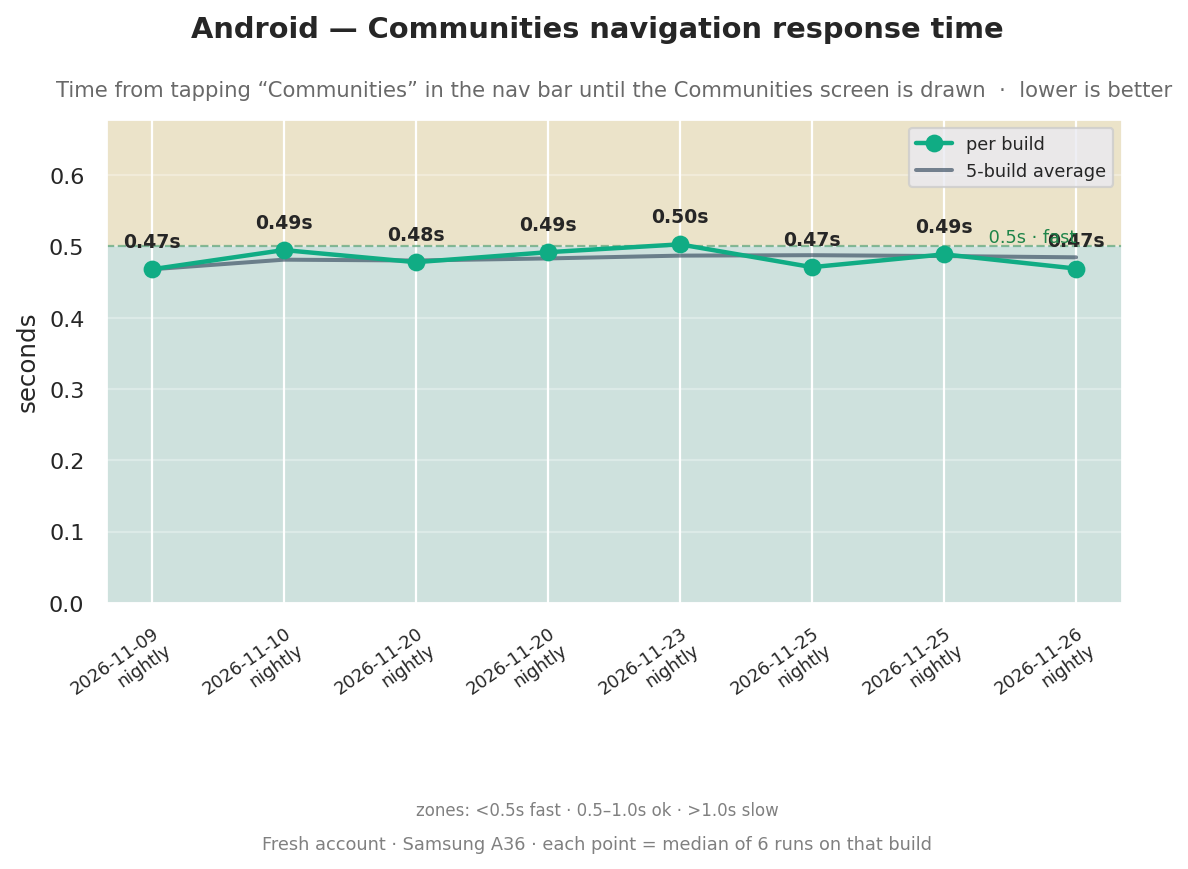 Android — Communities navigation response time
Time from tapping “Communities” in the nav bar until the Communities screen is drawn · lower is better
per build
5-build average
0.6
0.5
0.4
0.3
0.2
0.1
0.0
seconds
0.47s
0.49s
0.48s
0.49s
0.50s
0.47s
0.49s
0.5s · fast
0.47s
2026-11-09
nightly
2026-11-10
nightly
2026-11-20
nightly
2026-11-20
nightly
2026-11-23
nightly
2026-11-25
nightly
2026-11-25
nightly
2026-11-26
nightly
zones: <0.5s fast · 0.5–1.0s ok · >1.0s slow
Fresh account · Samsung A36 · each point = median of 6 runs on that build